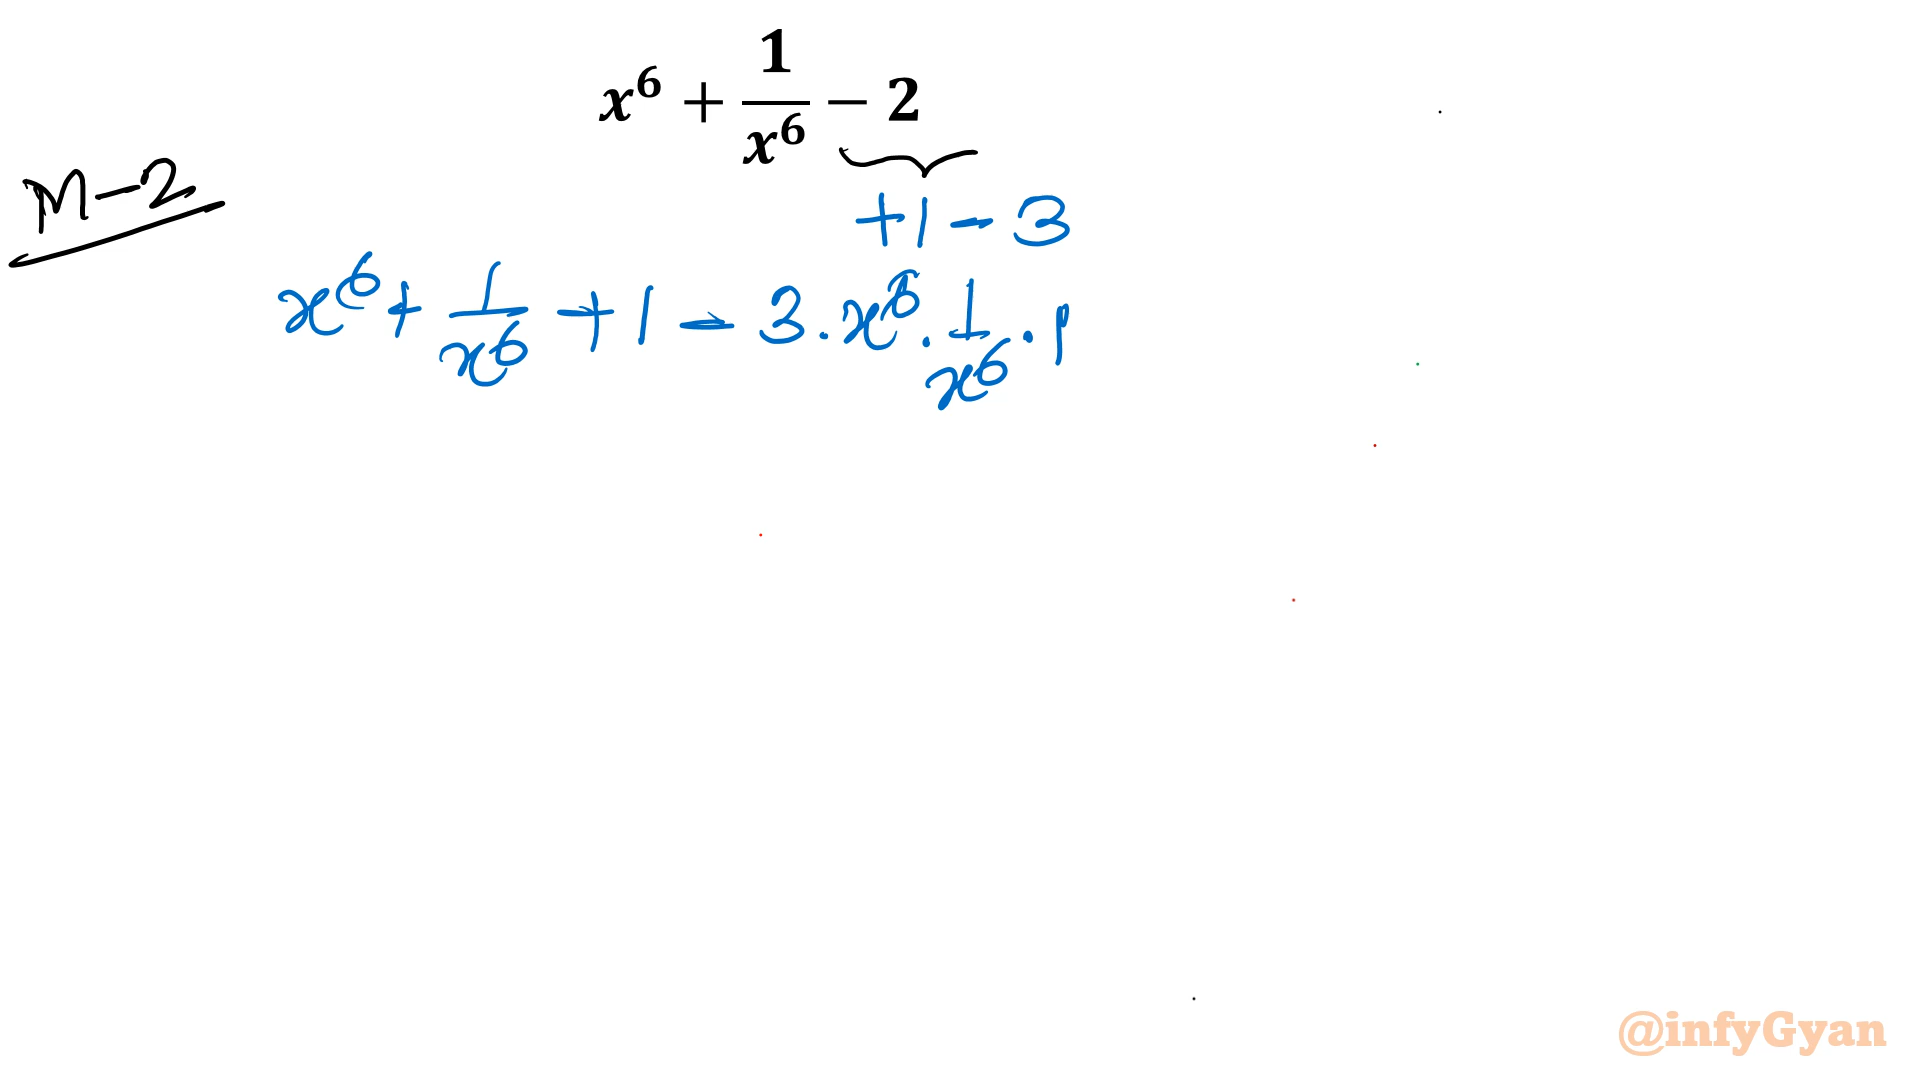 x⁶ + 1/x⁶ − 2
M-2
+1 - 3
x⁶ + 1/x⁶ + 1 - 3 . x⁶ . 1/x⁶ . 1
@infyGyan